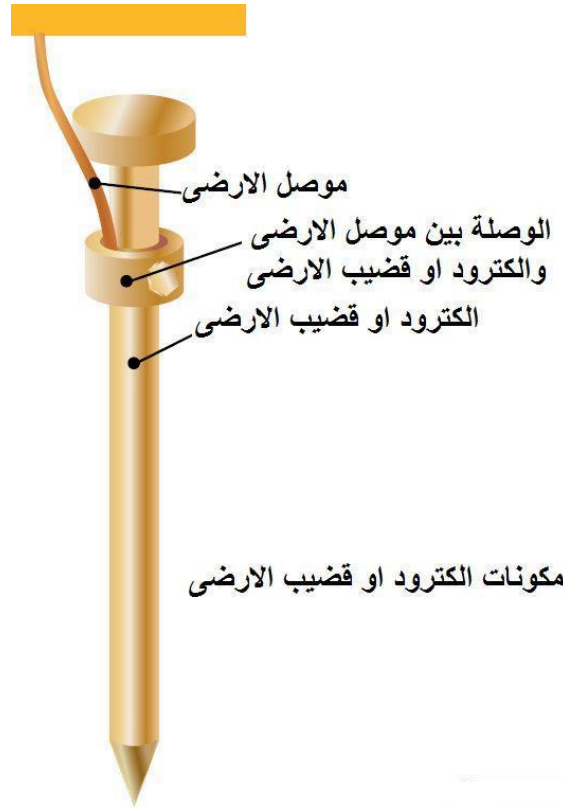 موصل الارضى
الوصلة بين موصل الارضى
والكترود او قضيب الارضى
الكترود او قضيب الارضى
مكونات الكترود او قضيب الارضى